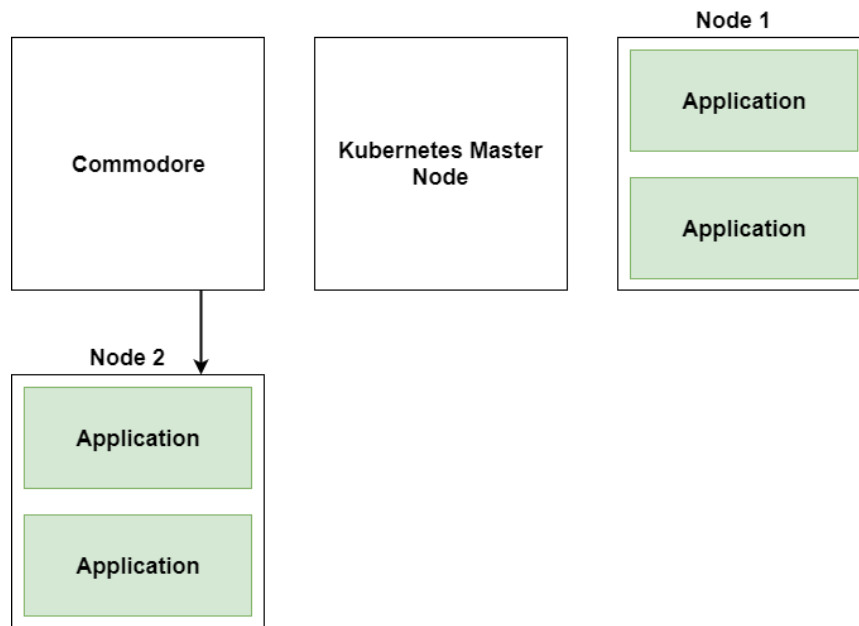 Node 1
Commodore
Kubernetes Master
Node
Application
Application
Node 2
Application
Application